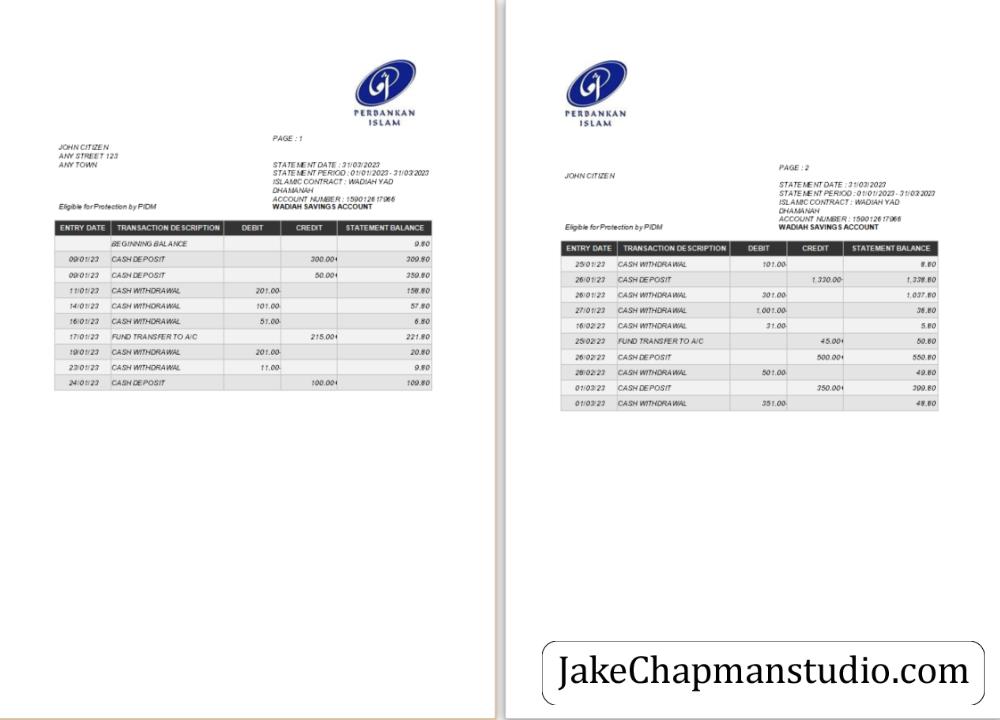 PERBANKAN
ISLAM
PAGE : 1
JOHN CITIZEN
ANY STREET 123
ANY TOWN
STATEMENT DATE : 31/03/2023
STATEMENT PERIOD : 01/01/2023 - 31/03/2023
ISLAMIC CONTRACT : WADIAH YAD
DHAMANAH
ACCOUNT NUMBER : 159012617966
Eligible for Protection by PIDM WADIAH SAVINGS ACCOUNT
ENTRY DATE TRANSACTION DESCRIPTION DEBIT CREDIT STATEMENT BALANCE
BEGINNING BALANCE 9.80
09/01/23 CASH DEPOSIT 300.00+ 309.80
09/01/23 CASH DEPOSIT 50.00+ 359.80
11/01/23 CASH WITHDRAWAL 201.00- 158.80
14/01/23 CASH WITHDRAWAL 101.00- 57.80
16/01/23 CASH WITHDRAWAL 51.00- 6.80
17/01/23 FUND TRANSFER TO A/C 215.00+ 221.80
19/01/23 CASH WITHDRAWAL 201.00- 20.80
23/01/23 CASH WITHDRAWAL 11.00- 9.80
24/01/23 CASH DEPOSIT 100.00+ 109.80
PERBANKAN
ISLAM
PAGE : 2
JOHN CITIZEN
STATEMENT DATE : 31/03/2023
STATEMENT PERIOD : 01/01/2023 - 31/03/2023
ISLAMIC CONTRACT : WADIAH YAD
DHAMANAH
ACCOUNT NUMBER : 159012617966
Eligible for Protection by PIDM WADIAH SAVINGS ACCOUNT
ENTRY DATE TRANSACTION DESCRIPTION DEBIT CREDIT STATEMENT BALANCE
25/01/23 CASH WITHDRAWAL 101.00- 8.80
26/01/23 CASH DEPOSIT 1,330.00- 1,338.80
26/01/23 CASH WITHDRAWAL 301.00- 1,037.80
27/01/23 CASH WITHDRAWAL 1,001.00- 36.80
16/02/23 CASH WITHDRAWAL 31.00- 5.80
25/02/23 FUND TRANSFER TO A/C 45.00+ 50.80
26/02/23 CASH DEPOSIT 500.00+ 550.80
28/02/23 CASH WITHDRAWAL 501.00- 49.80
01/03/23 CASH DEPOSIT 350.00+ 399.80
01/03/23 CASH WITHDRAWAL 351.00- 48.80
JakeChapmanstudio.com